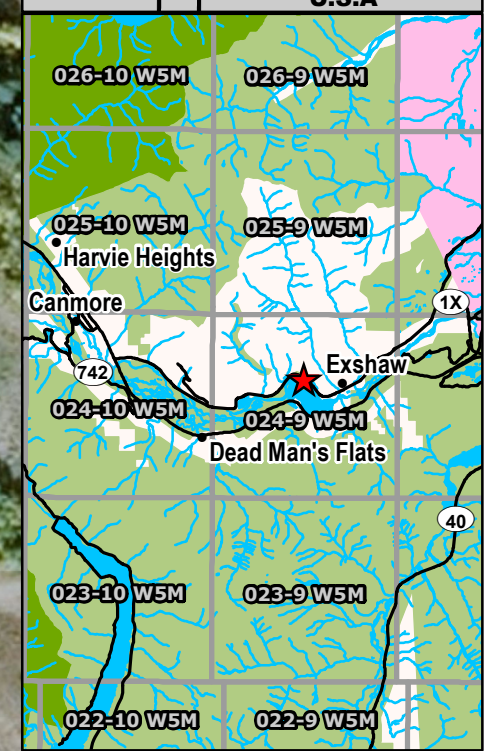 U.S.A
026-10 W5M
026-9 W5M
025-10 W5M
025-9 W5M
Harvie Heights
Canmore
1X
Exshaw
742
024-10 W5M
024-9 W5M
Dead Man's Flats
40
023-10 W5M
023-9 W5M
022-10 W5M
022-9 W5M